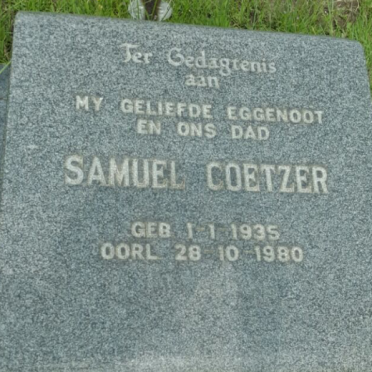 Ter Gedagtenis
aan
MY GELIEFDE EGGENOOT
EN ONS DAD
SAMUEL COETZER
GEB 1 1 1935
OORL 28 10 1980